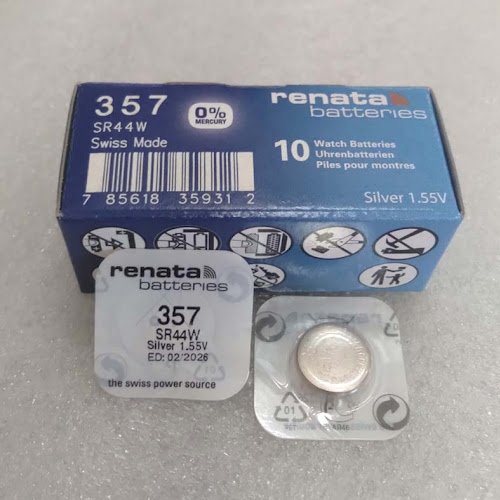 357
SR44W
Swiss Made
0%
MERCURY
renata
batteries
10 Watch Batteries
Uhrenbatterien
Piles pour montres
7 85618 35931 2
Silver 1.55V
renata
batteries
357
SR44W
Silver 1.55V
ED: 02/2026
the swiss power source
01
01